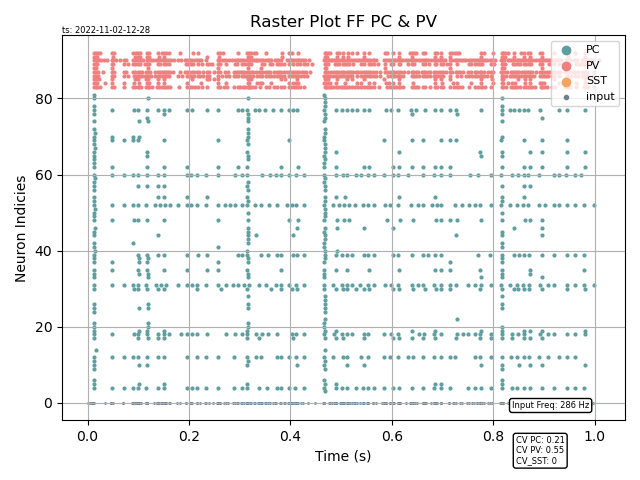 Raster Plot FF PC & PV
ts: 2022-11-02-12-28
PC
PV
SST
input
Neuron Indicies
80
60
40
20
0
Input Freq: 286 Hz
0.0 0.2 0.4 0.6 0.8 1.0
Time (s)
CV PC: 0.21
CV PV: 0.55
CV_SST: 0